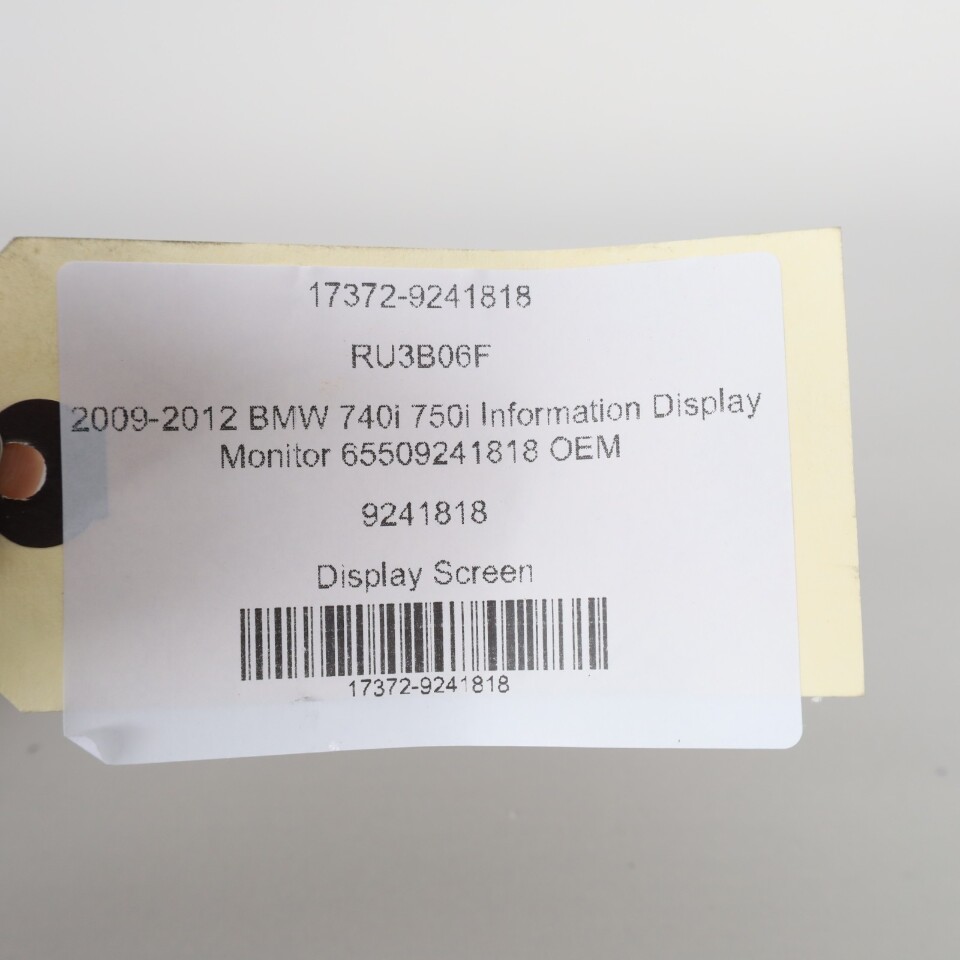 17372-9241818
RU3B06F
2009-2012 BMW 740i 750i Information Display
Monitor 65509241818 OEM
9241818
Display Screen
17372-9241818